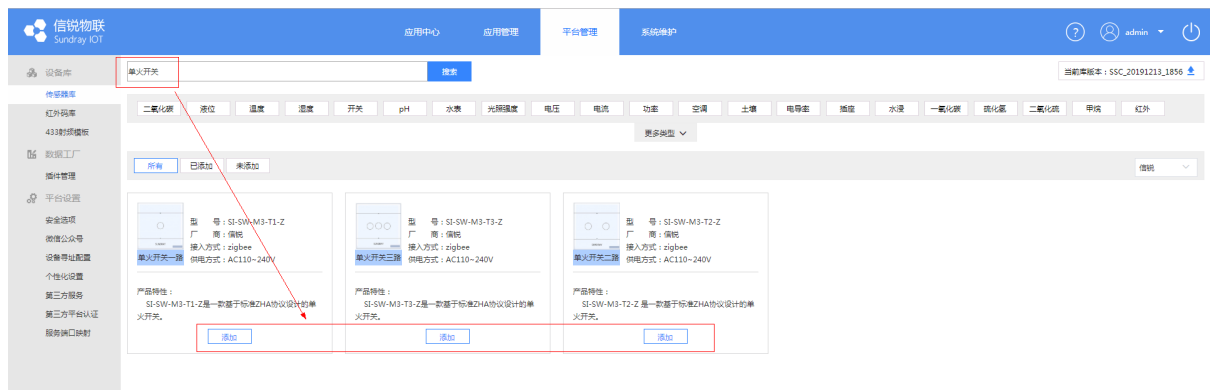 信锐物联
Sundray IOT
应用中心 应用管理 平台管理 系统维护
? admin
设备库
传感器库
红外码库
433射频模板
数据工厂
插件管理
平台设置
安全选项
微信公众号
设备寻址配置
个性化设置
第三方服务
第三方平台认证
服务端口映射
单火开关 搜索 当前库版本：SSC_20191213_1856
二氧化碳 液位 温度 湿度 开关 pH 水表 光照强度 电压 电流 功率 空调 土壤 电导率 插座 水浸 一氧化碳 硫化氢 二氧化硫 甲烷 红外
更多类型
所有 已添加 未添加 信锐
单火开关一路
型 号：SI-SW-M3-T1-Z
厂 商：信锐
接入方式：zigbee
供电方式：AC110~240V
产品特性：
SI-SW-M3-T1-Z是一款基于标准ZHA协议设计的单
火开关。
添加
单火开关三路
型 号：SI-SW-M3-T3-Z
厂 商：信锐
接入方式：zigbee
供电方式：AC110~240V
产品特性：
SI-SW-M3-T3-Z是一款基于标准ZHA协议设计的单
火开关。
添加
单火开关二路
型 号：SI-SW-M3-T2-Z
厂 商：信锐
接入方式：zigbee
供电方式：AC110~240V
产品特性：
SI-SW-M3-T2-Z 是一款基于标准ZHA协议设计的单
火开关。
添加